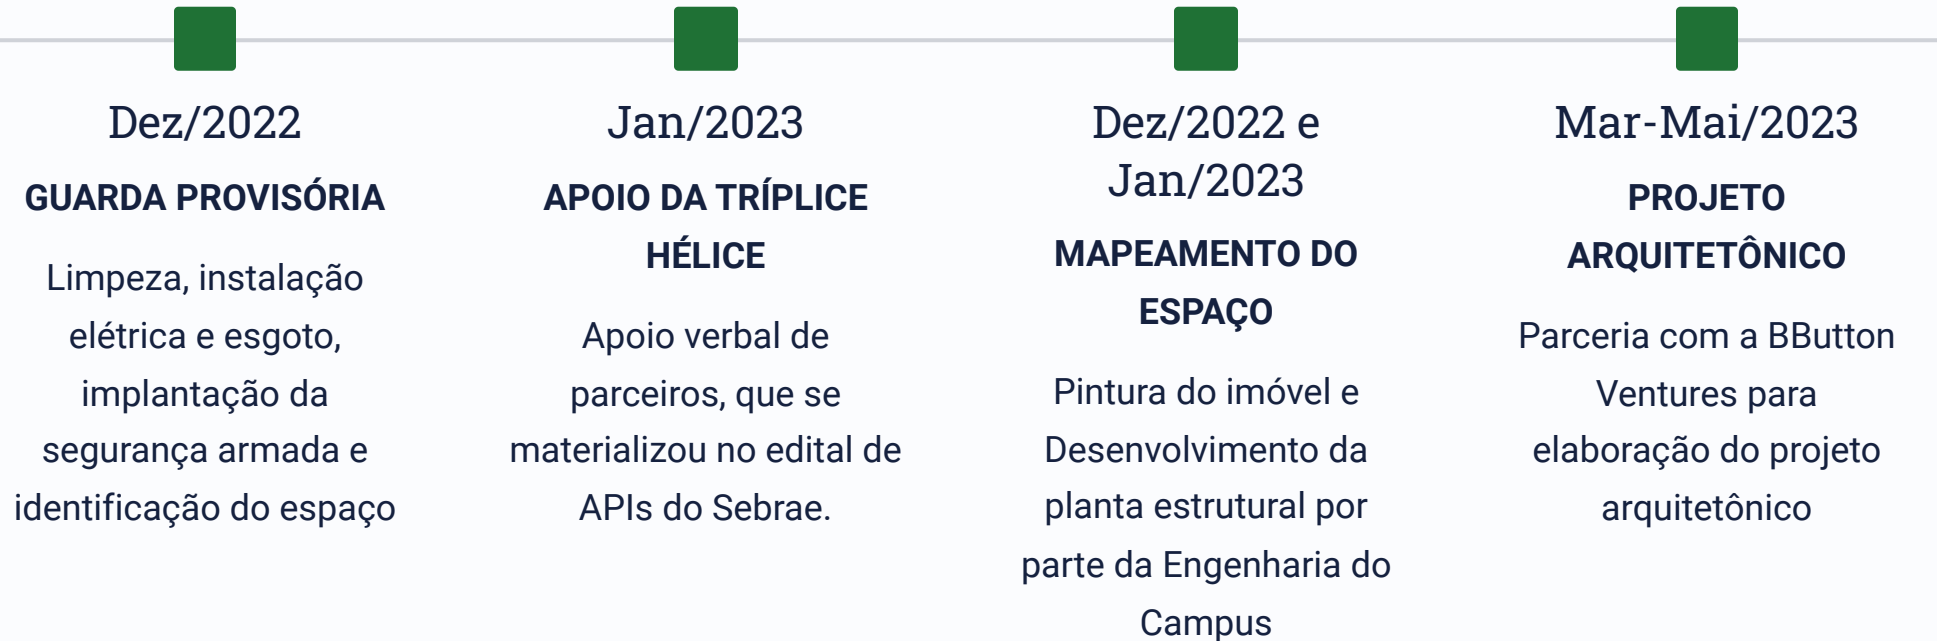 Dez/2022
GUARDA PROVISÓRIA
Limpeza, instalação
elétrica e esgoto,
implantação da
segurança armada e
identificação do espaço
Jan/2023
APOIO DA TRÍPLICE
HÉLICE
Apoio verbal de
parceiros, que se
materializou no edital de
APIs do Sebrae.
Dez/2022 e
Jan/2023
MAPEAMENTO DO
ESPAÇO
Pintura do imóvel e
Desenvolvimento da
planta estrutural por
parte da Engenharia do
Campus
Mar-Mai/2023
PROJETO
ARQUITETÔNICO
Parceria com a BButton
Ventures para
elaboração do projeto
arquitetônico